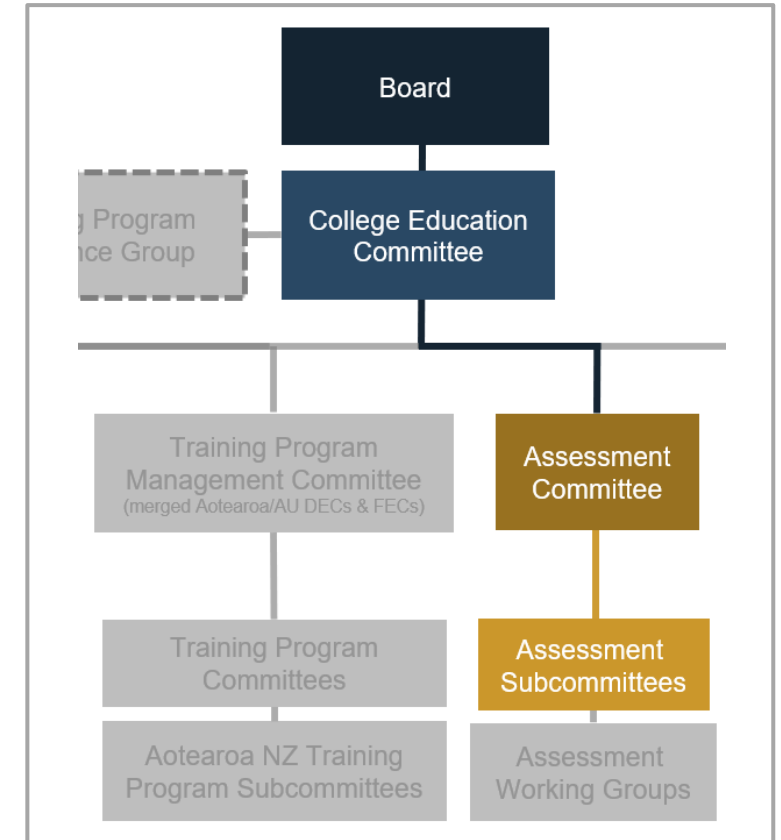 Board
College Education
Committee
g Program
nce Group
Training Program
Management Committee
(merged Aotearoa/AU DECs & FECs)
Assessment
Committee
Training Program
Committees
Assessment
Subcommittees
Aotearoa NZ Training
Program Subcommittees
Assessment
Working Groups